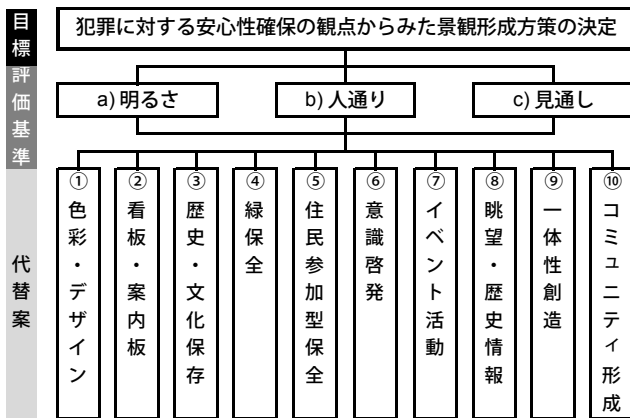 目標
犯罪に対する安心性確保の観点からみた景観形成方策の決定
評価基準
a) 明るさ
b) 人通り
c) 見通し
代替案
①色彩・デザイン
②看板・案内板
③歴史・文化保存
④緑保全
⑤住民参加型保全
⑥意識啓発
⑦イベント活動
⑧眺望・歴史情報
⑨一体性創造
⑩コミュニティ形成